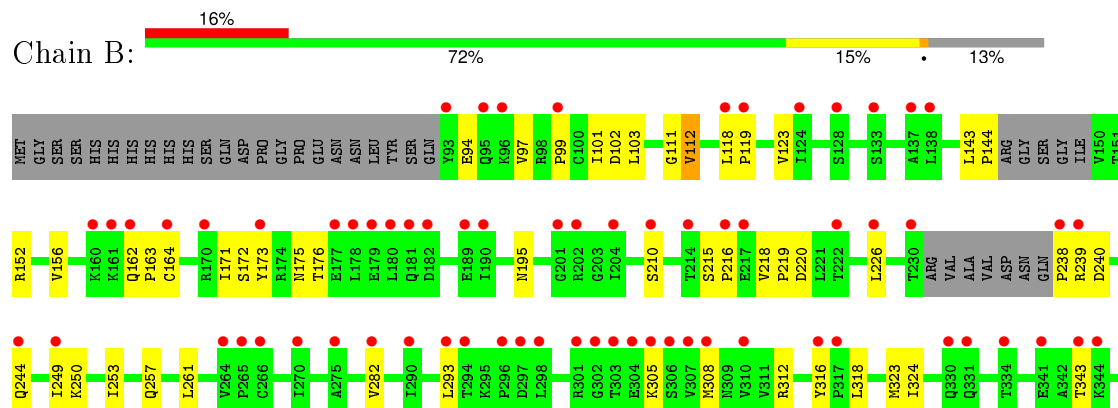 16%
Chain B:
72% 15% • 13%
MET GLY SER SER HIS HIS HIS HIS HIS HIS SER GLN ASP PRO GLY PRO GLU ASN ASN LEU TYR SER GLN Y93 E94 Q95 K96 V97 R98 P99 C100 I101 D102 L103 G111 V112 L118 P119 V123 I124 S128 S133 A137 L138 L143 P144 ARG GLY SER GLY ILE V150 T151
R152 V156 K160 K161 Q162 P163 C164 R170 I171 S172 Y173 R174 N175 T176 E177 L178 E179 L180 Q181 D182 E189 I190 N195 G201 R202 G203 I204 S210 T214 S215 P216 E217 V218 P219 D220 L221 T222 L226 T230 ARG VAL ALA VAL ASP ASN GLN P238 R239 D240
Q244 I249 K250 I253 Q257 L261 V264 P265 C266 I270 A275 V282 I290 L293 T294 K295 P296 D297 L298 R301 G302 T303 E304 K305 S306 V307 M308 N309 V310 V311 R312 Y316 P317 L318 M323 I324 Q330 Q331 T334 E341 A342 T343 K344